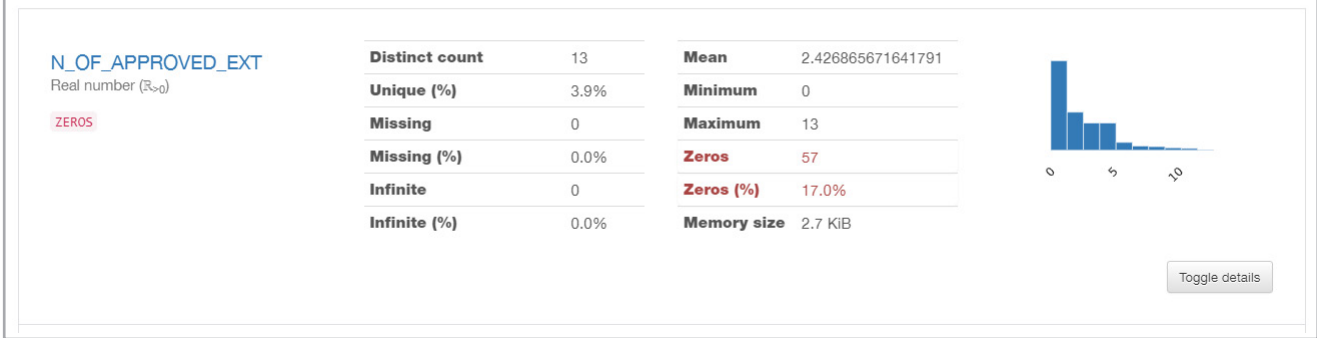 N_OF_APPROVED_EXT
Real number (ℝ>0)
ZEROS
Distinct count 13
Unique (%) 3.9%
Missing 0
Missing (%) 0.0%
Infinite 0
Infinite (%) 0.0%
Mean 2.426865671641791
Minimum 0
Maximum 13
Zeros 57
Zeros (%) 17.0%
Memory size 2.7 KiB
0 5 10
Toggle details